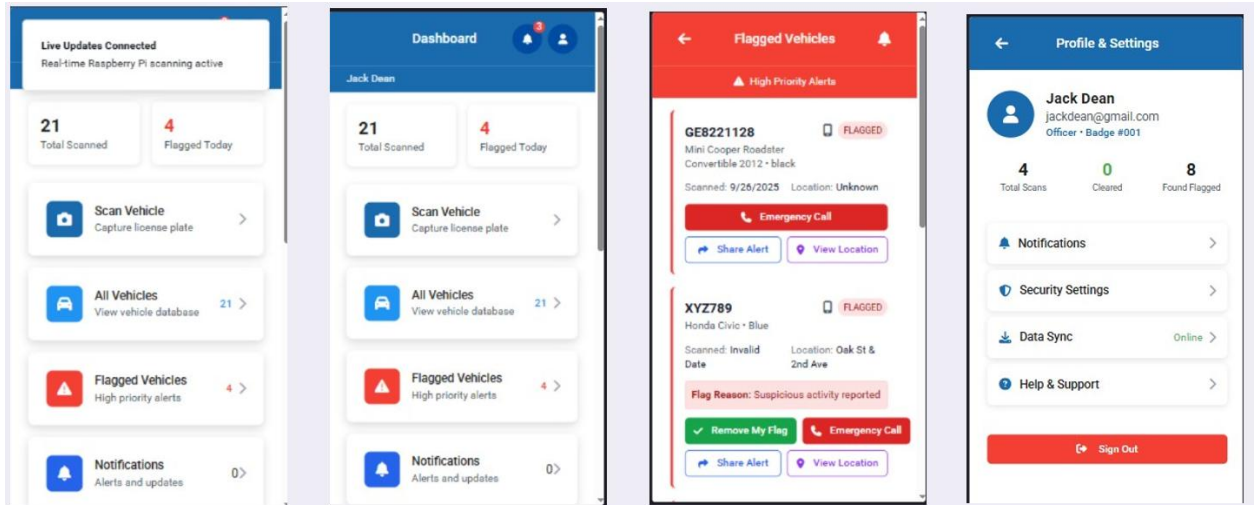 Live Updates Connected
Real-time Raspberry Pi scanning active
21
Total Scanned
4
Flagged Today
Scan Vehicle
Capture license plate
All Vehicles
View vehicle database
21
Flagged Vehicles
High priority alerts
4
Notifications
Alerts and updates
0
Dashboard
3
Jack Dean
21
Total Scanned
4
Flagged Today
Scan Vehicle
Capture license plate
All Vehicles
View vehicle database
21
Flagged Vehicles
High priority alerts
4
Notifications
Alerts and updates
0
Flagged Vehicles
High Priority Alerts
GE8221128
FLAGGED
Mini Cooper Roadster
Convertible 2012 • black
Scanned: 9/26/2025 Location: Unknown
Emergency Call
Share Alert
View Location
XYZ789
FLAGGED
Honda Civic • Blue
Scanned: Invalid
Date
Location: Oak St &
2nd Ave
Flag Reason: Suspicious activity reported
Remove My Flag
Emergency Call
Share Alert
View Location
Profile & Settings
Jack Dean
jackdean@gmail.com
Officer • Badge #001
4
Total Scans
0
Cleared
8
Found Flagged
Notifications
Security Settings
Data Sync
Online
Help & Support
Sign Out